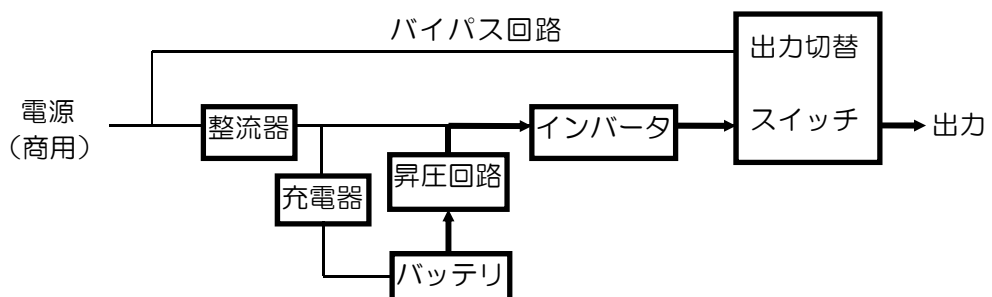 バイパス回路
出力切替
スイッチ
電源
（商用）
整流器
インバータ
出力
充電器
昇圧回路
バッテリ